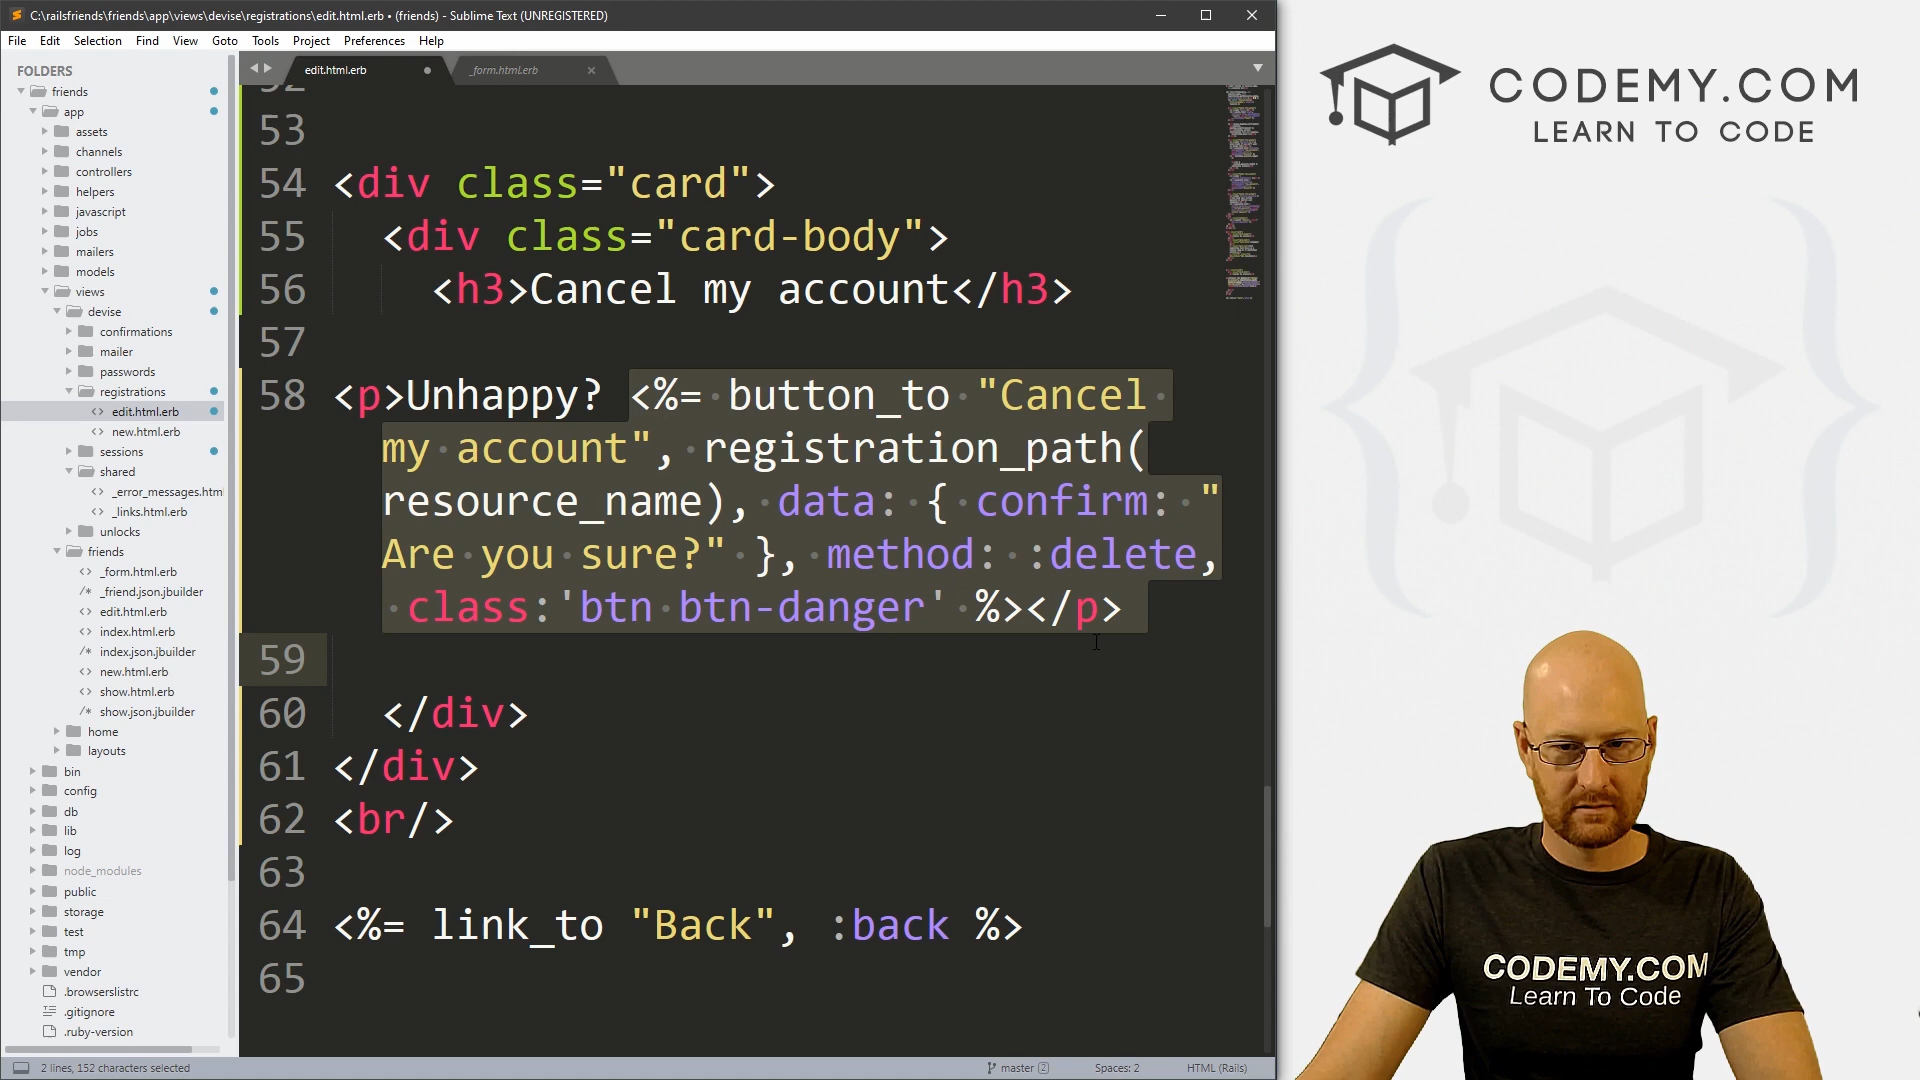 C:\railsfriends\friends\app\views\devise\registrations\edit.html.erb • (friends) - Sublime Text (UNREGISTERED)
File Edit Selection Find View Goto Tools Project Preferences Help
FOLDERS
friends
app
assets
channels
controllers
helpers
javascript
jobs
mailers
models
views
devise
confirmations
mailer
passwords
registrations
edit.html.erb
new.html.erb
sessions
shared
_error_messages.htm
_links.html.erb
unlocks
friends
_form.html.erb
_friend.json.jbuilder
edit.html.erb
index.html.erb
index.json.jbuilder
new.html.erb
show.html.erb
show.json.jbuilder
home
layouts
bin
config
db
lib
log
node_modules
public
storage
test
tmp
vendor
.browserslistrc
.gitignore
.ruby-version
edit.html.erb
_form.html.erb
53
54 <div class="card">
55 <div class="card-body">
56 <h3>Cancel my account</h3>
57
58 <p>Unhappy? <%= button_to "Cancel
my account", registration_path(
resource_name), data: { confirm: "
Are you sure?" }, method: :delete,
class:'btn btn-danger' %></p>
59
60 </div>
61 </div>
62 <br/>
63
64 <%= link_to "Back", :back %>
65
2 lines, 152 characters selected
master 2
Spaces: 2
HTML (Rails)
CODEMY.COM
LEARN TO CODE
CODEMY.COM
Learn To Code